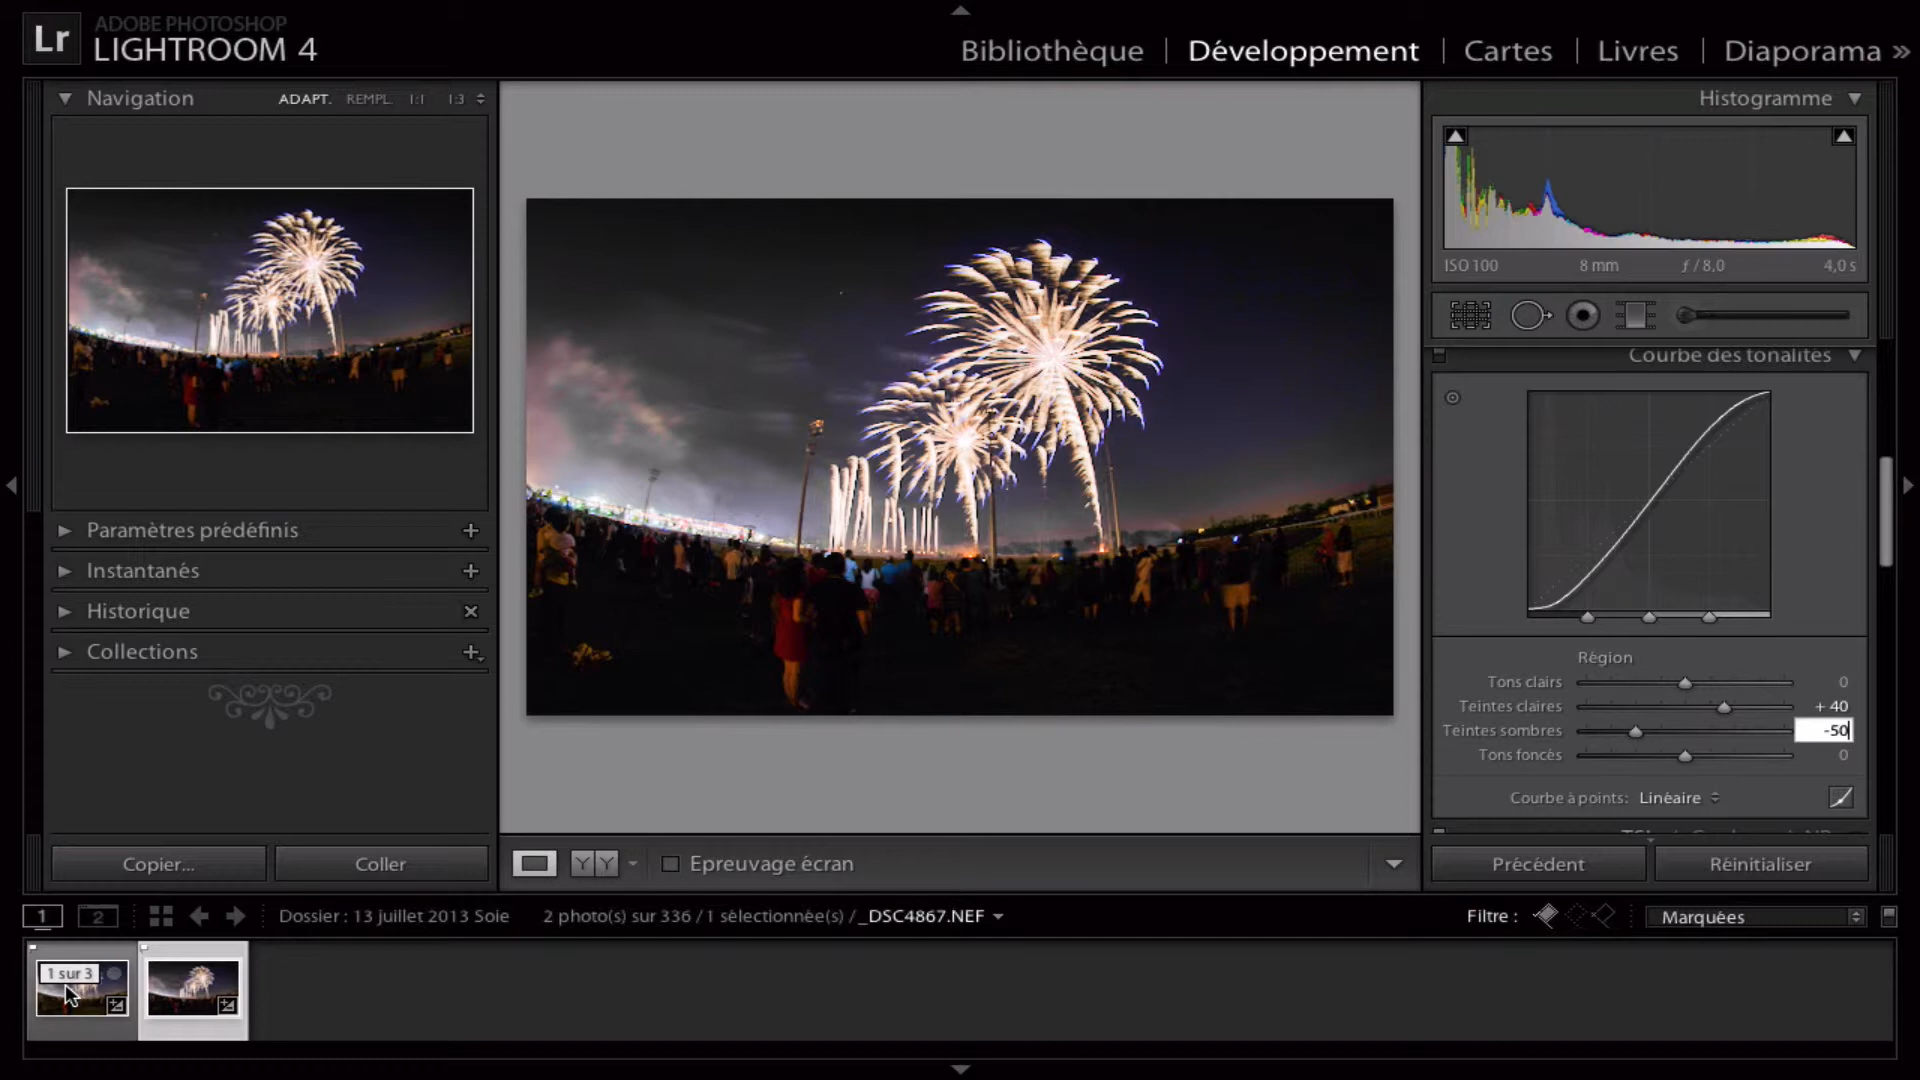 Lr
ADOBE PHOTOSHOP
LIGHTROOM 4
Bibliothèque | Développement | Cartes | Livres | Diaporama »
Navigation ADAPT. REMPL. 1:1 1:3
Histogramme
ISO 100 8 mm ƒ / 8,0 4,0 s
Courbe des tonalités
Paramètres prédéfinis
Instantanés
Historique
Collections
Région
Tons clairs 0
Teintes claires + 40
Teintes sombres -50
Tons foncés 0
Courbe à points : Linéaire
Copier... Coller
Y Y Epreuvage écran
Précédent Réinitialiser
1 2 Dossier : 13 juillet 2013 Soie 2 photo(s) sur 336 / 1 sélectionnée(s) / _DSC4867.NEF
Filtre : Marquées
1 sur 3